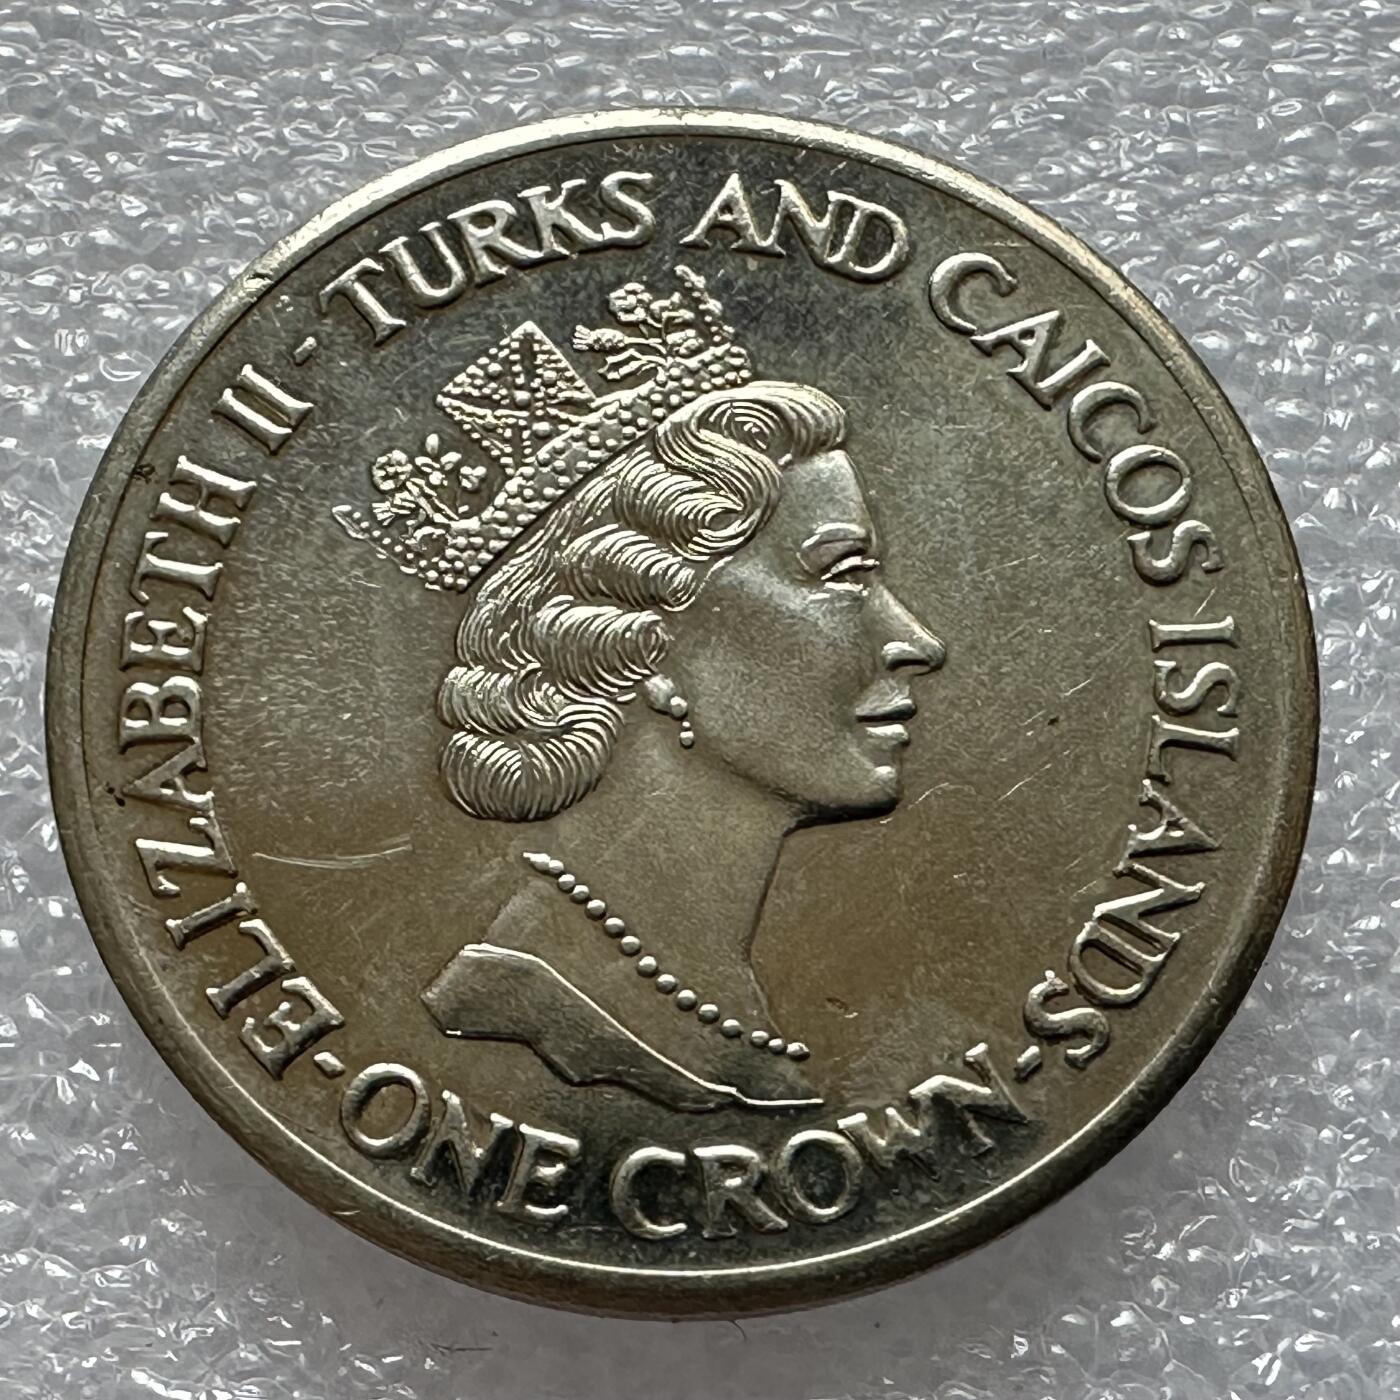 ELIZABETH II - TURKS AND CAICOS ISLANDS -
ONE CROWN -